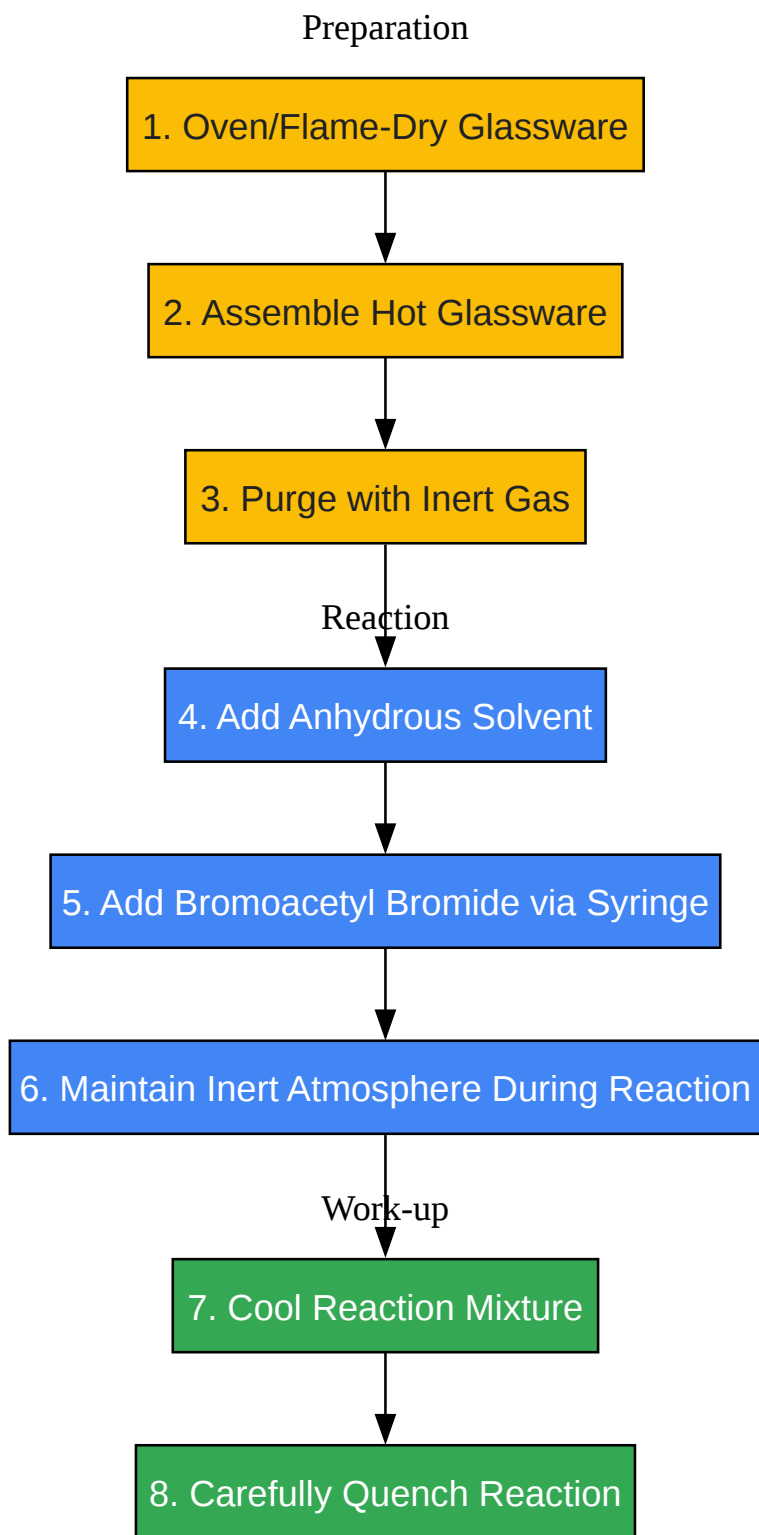 Preparation
1. Oven/Flame-Dry Glassware
2. Assemble Hot Glassware
3. Purge with Inert Gas
Reaction
4. Add Anhydrous Solvent
5. Add Bromoacetyl Bromide via Syringe
6. Maintain Inert Atmosphere During Reaction
Work-up
7. Cool Reaction Mixture
8. Carefully Quench Reaction